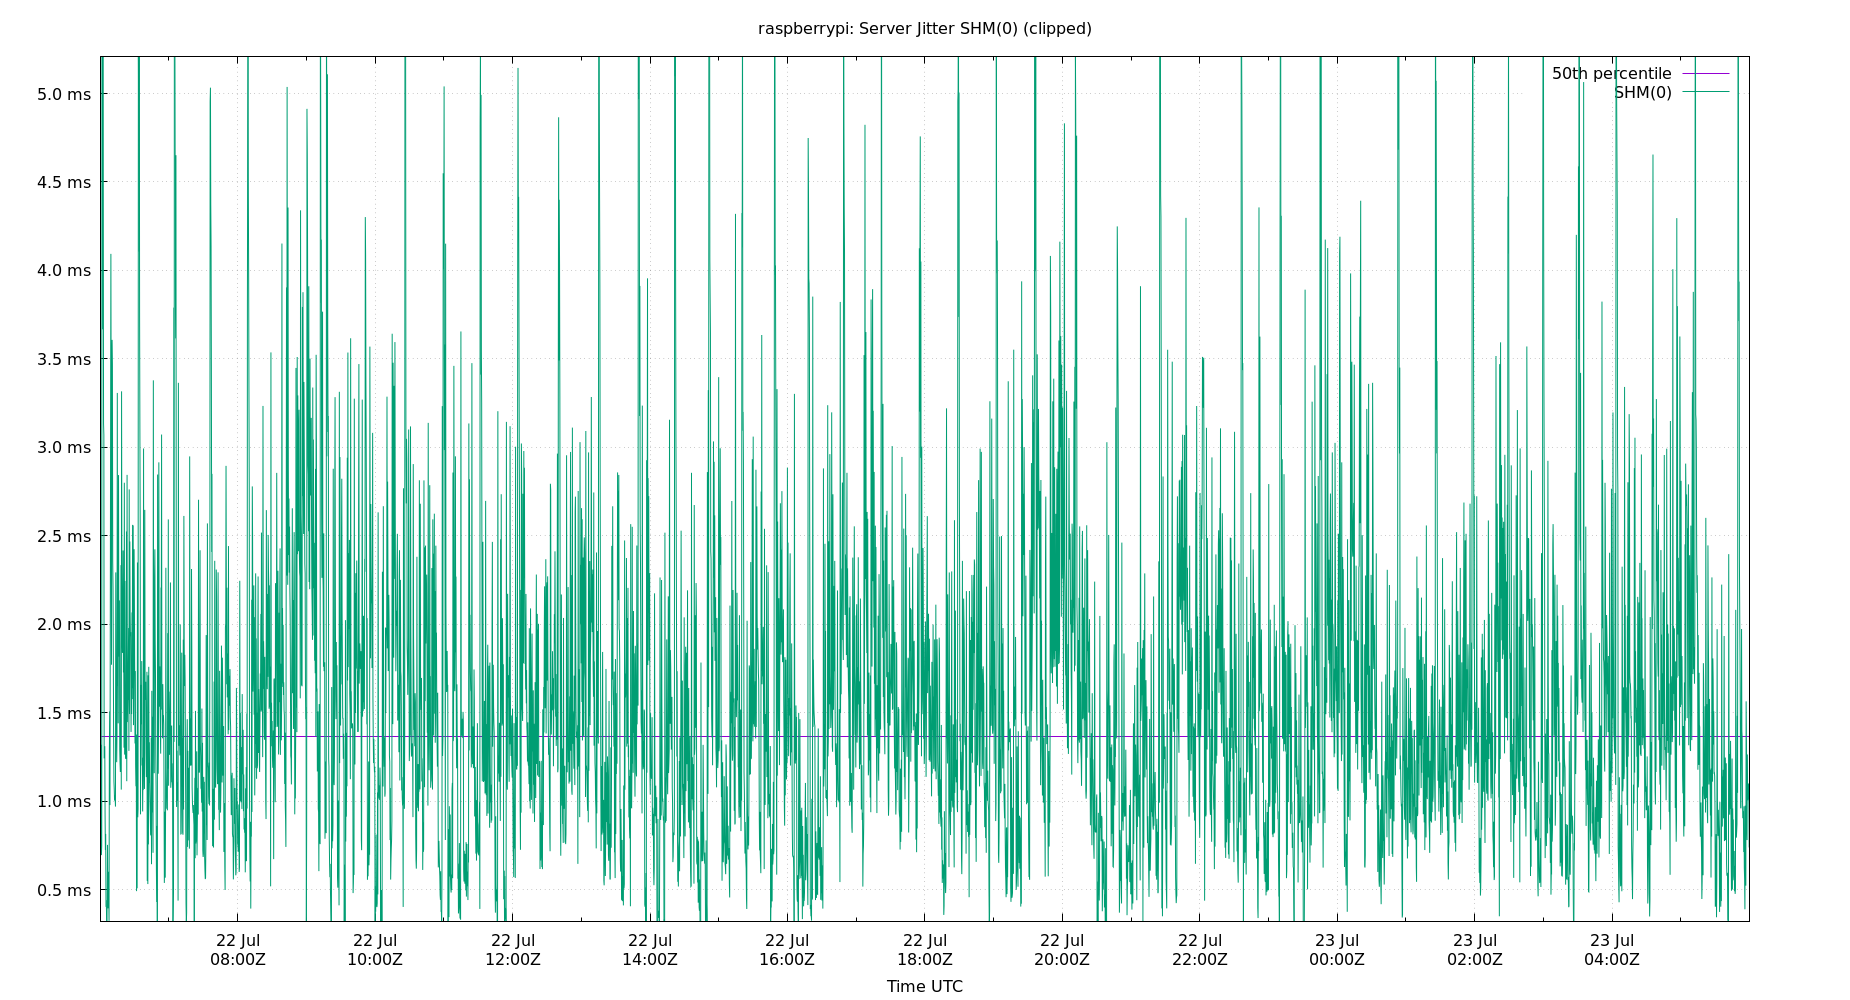 raspberrypi: Server Jitter SHM(0) (clipped)
50th percentile
SHM(0)
5.0 ms
4.5 ms
4.0 ms
3.5 ms
3.0 ms
2.5 ms
2.0 ms
1.5 ms
1.0 ms
0.5 ms
22 Jul 22 Jul 22 Jul 22 Jul 22 Jul 22 Jul 22 Jul 22 Jul 23 Jul 23 Jul 23 Jul
08:00Z 10:00Z 12:00Z 14:00Z 16:00Z 18:00Z 20:00Z 22:00Z 00:00Z 02:00Z 04:00Z
Time UTC